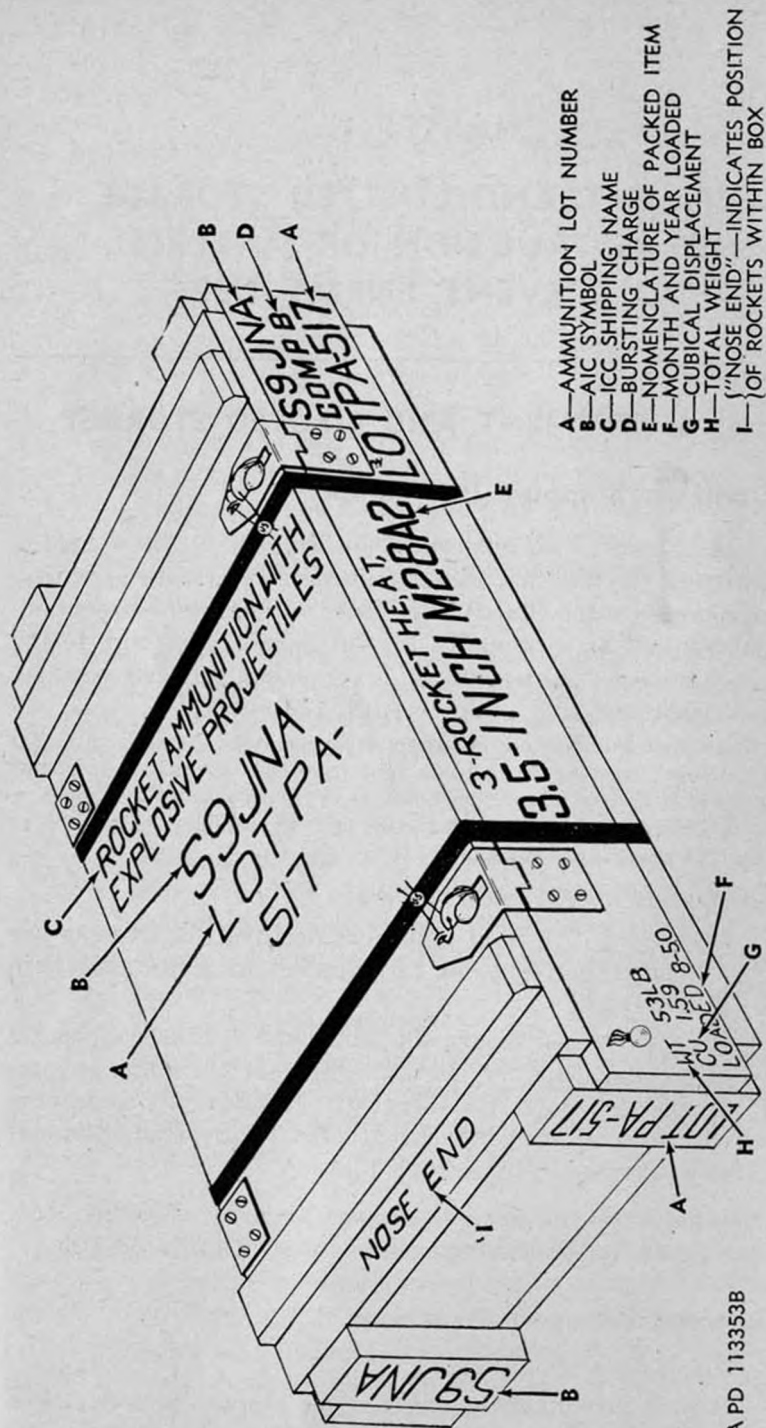 ROCKET AMMUNITION WITH
EXPLOSIVE PROJECTILES
S9JNA
LOT PA-
517
NOSE END
S9JNA
LOT PA-517
WT 53LB
CU 1.59
LOADED 8-50
3-ROCKET HE, AT,
3.5-INCH M28A2
S9JNA
COMP B
LOTPA-517
C
B
A
B
D
A
E
I
F
G
H
A
B
A—AMMUNITION LOT NUMBER
B—AIC SYMBOL
C—ICC SHIPPING NAME
D—BURSTING CHARGE
E—NOMENCLATURE OF PACKED ITEM
F—MONTH AND YEAR LOADED
G—CUBICAL DISPLACEMENT
H—TOTAL WEIGHT
I—{"NOSE END"—INDICATES POSITION
OF ROCKETS WITHIN BOX
A PD 113353B